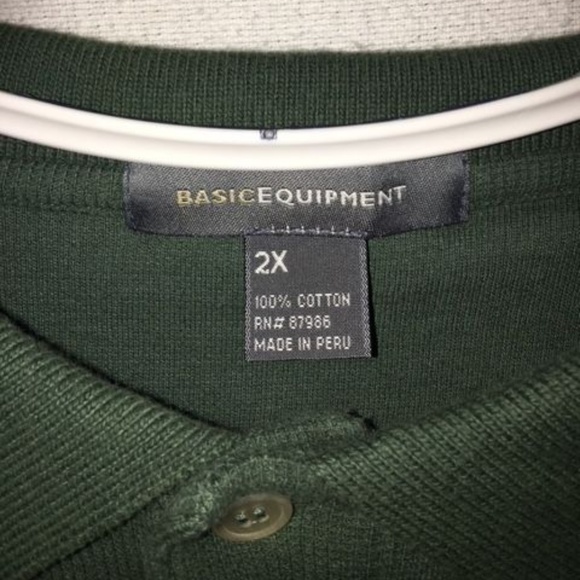 BASICEQUIPMENT
2X
100% COTTON
RN# 87986
MADE IN PERU